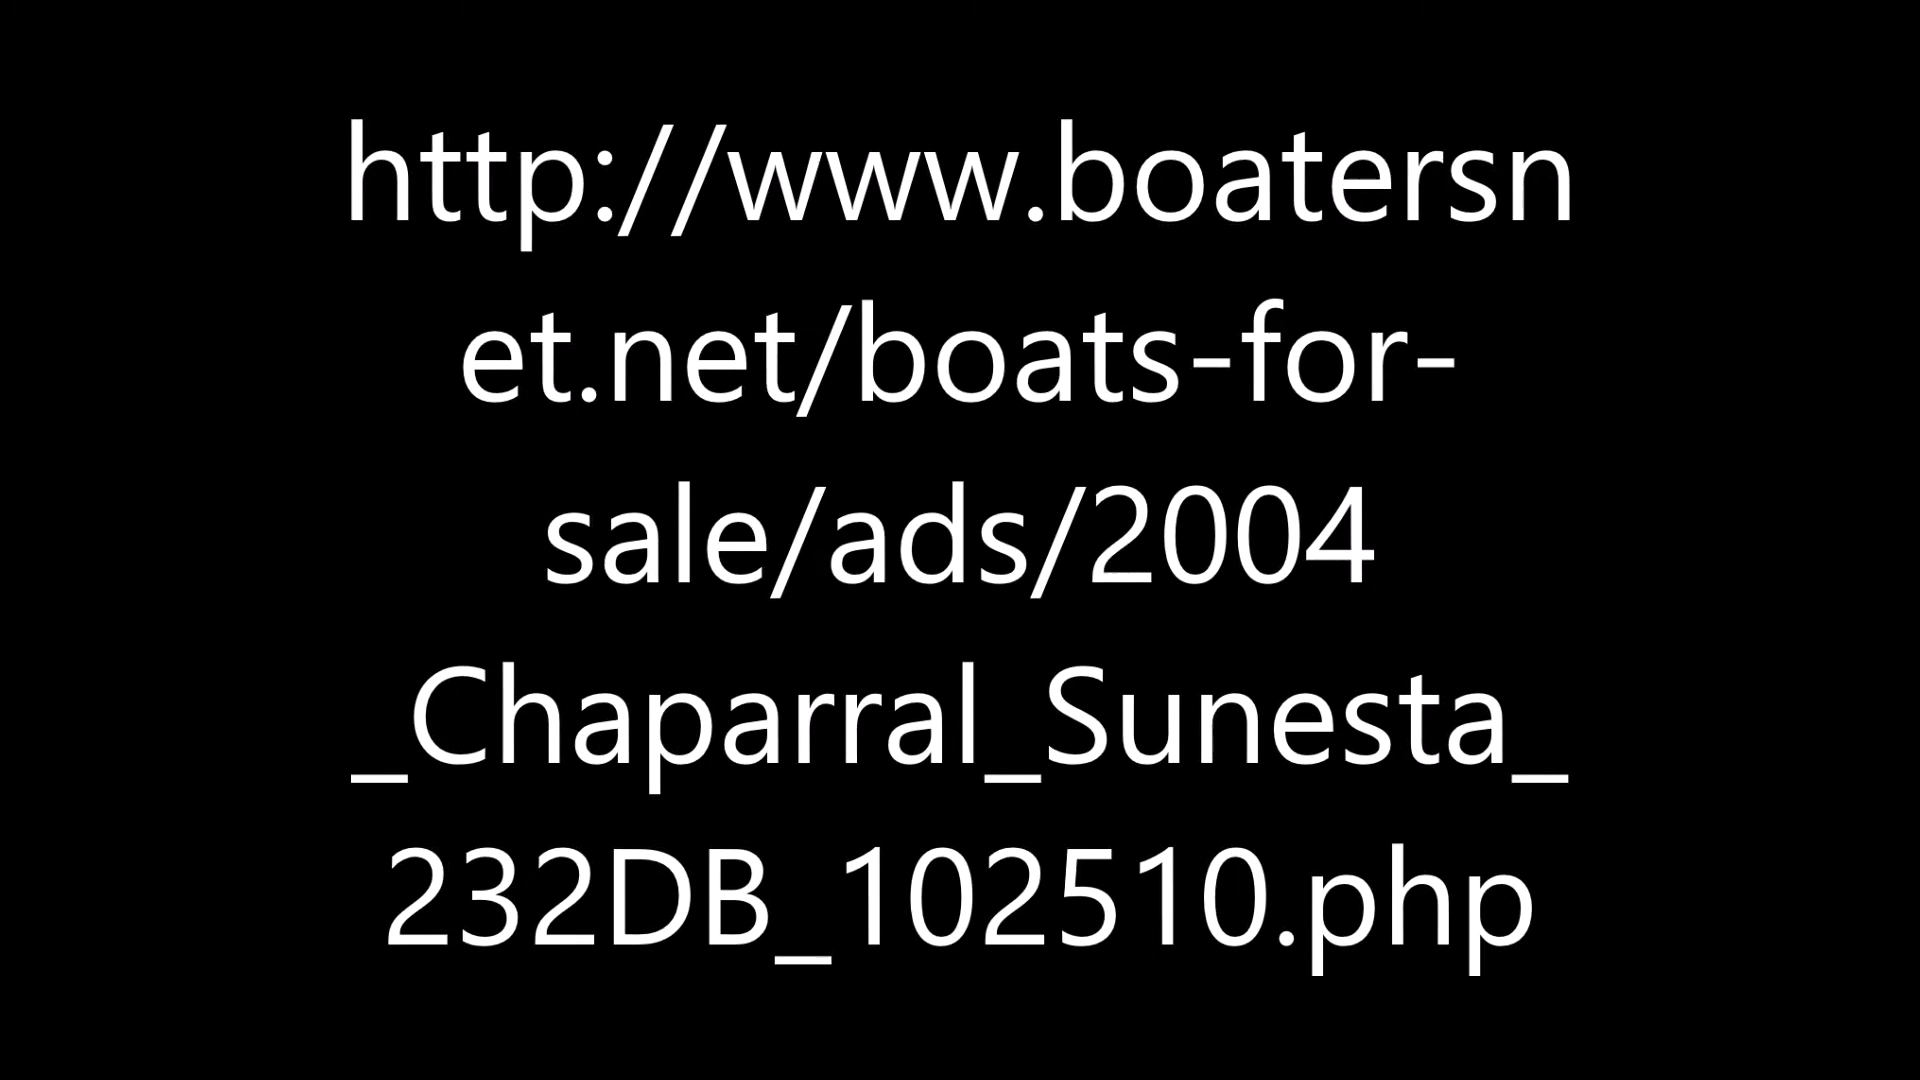 http://www.boatersn
et.net/boats-for-
sale/ads/2004
_Chaparral_Sunesta_
232DB_102510.php